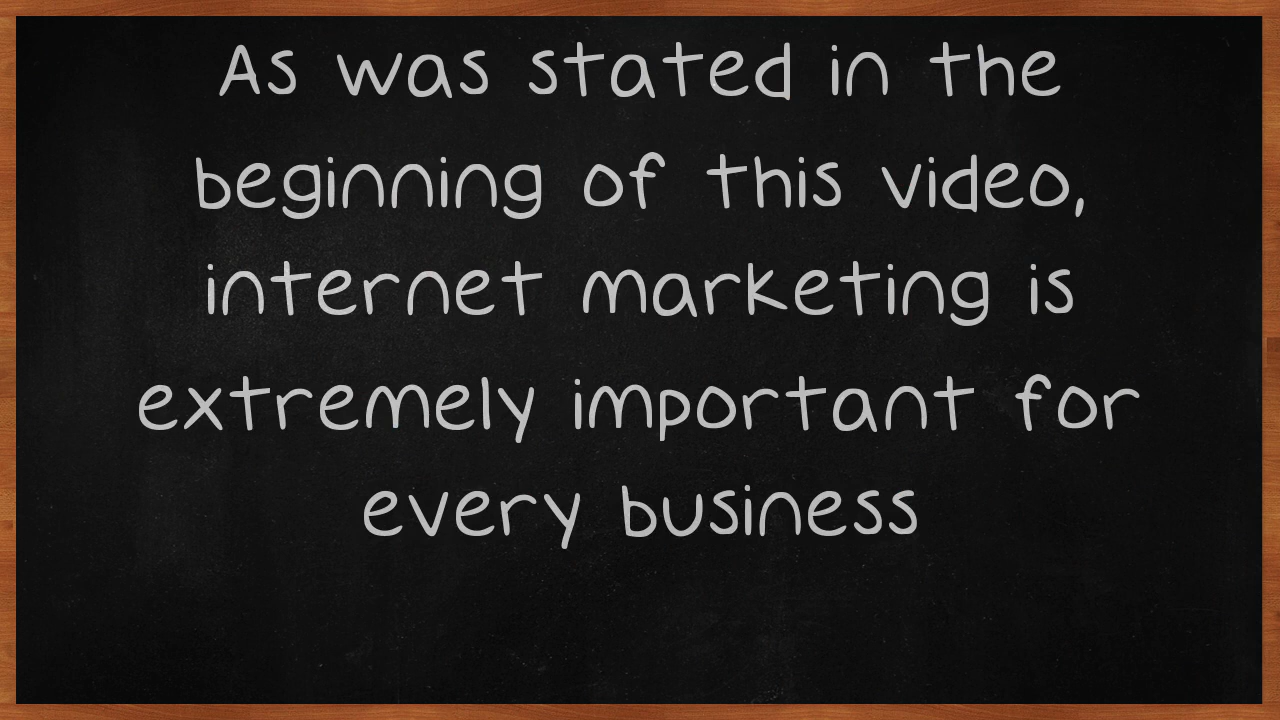 As was stated in the
beginning of this video,
internet marketing is
extremely important for
every business